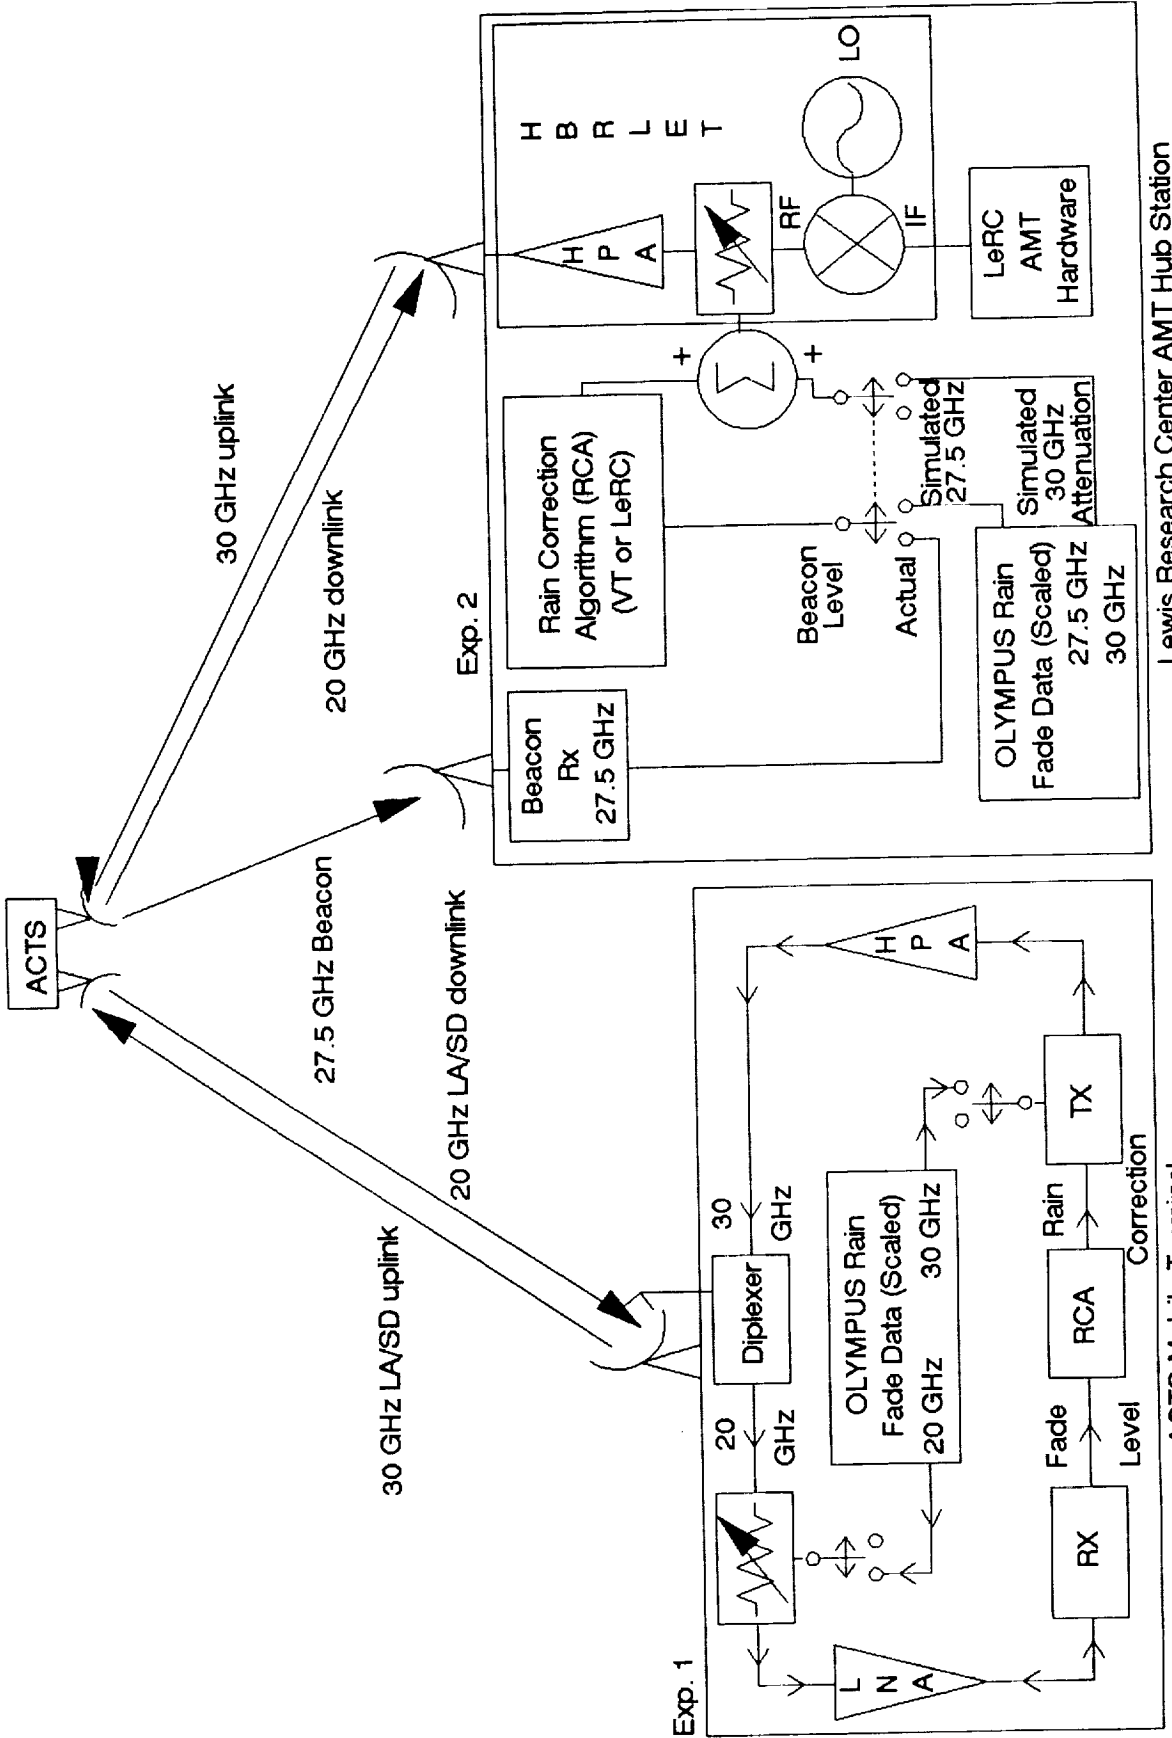 ACTS
30 GHz uplink
20 GHz downlink
27.5 GHz Beacon
30 GHz LA/SD uplink
20 GHz LA/SD downlink
Exp. 1
20
GHz
Diplexer
30
GHz
L
N
A
OLYMPUS Rain
Fade Data (Scaled)
20 GHz
30 GHz
H
P
A
RX
Fade
Level
RCA
Rain
Correction
TX
Exp. 2
Beacon
Rx
27.5 GHz
Rain Correction
Algorithm (RCA)
(VT or LeRC)
H
P
A
H
B
R
L
E
T
+
Σ
+
RF
IF
LO
Beacon
Level
Actual
Simulated
27.5 GHz
Simulated
30 GHz
Attenuation
OLYMPUS Rain
Fade Data (Scaled)
27.5 GHz
30 GHz
LeRC
AMT
Hardware
Lewis Research Center AMT Hub Station